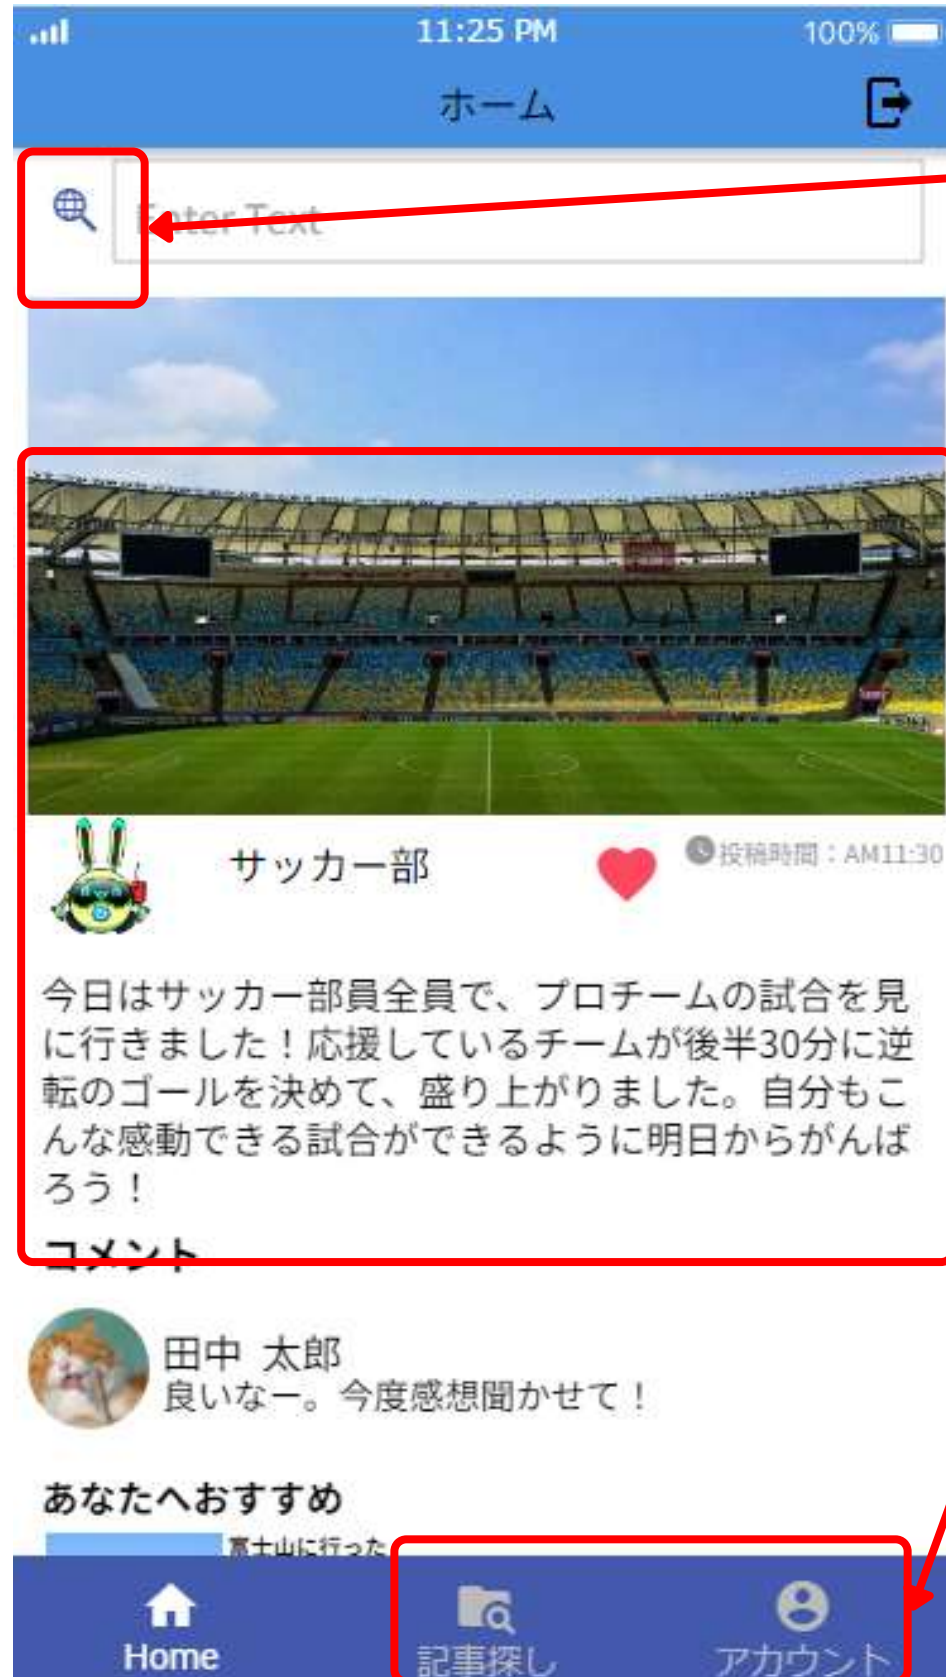 11:25 PM
100%
ホーム
Enter Text
サッカー部
投稿時間：AM11:30
今日はサッカー部員全員で、プロチームの試合を見
に行きました！応援しているチームが後半30分に逆
転のゴールを決めて、盛り上がりました。自分もこ
んな感動できる試合ができるように明日からがんば
ろう！
コメント
田中 太郎
良いなー。今度感想聞かせて！
あなたへおすすめ
富士山に行った
Home
記事探し
アカウント